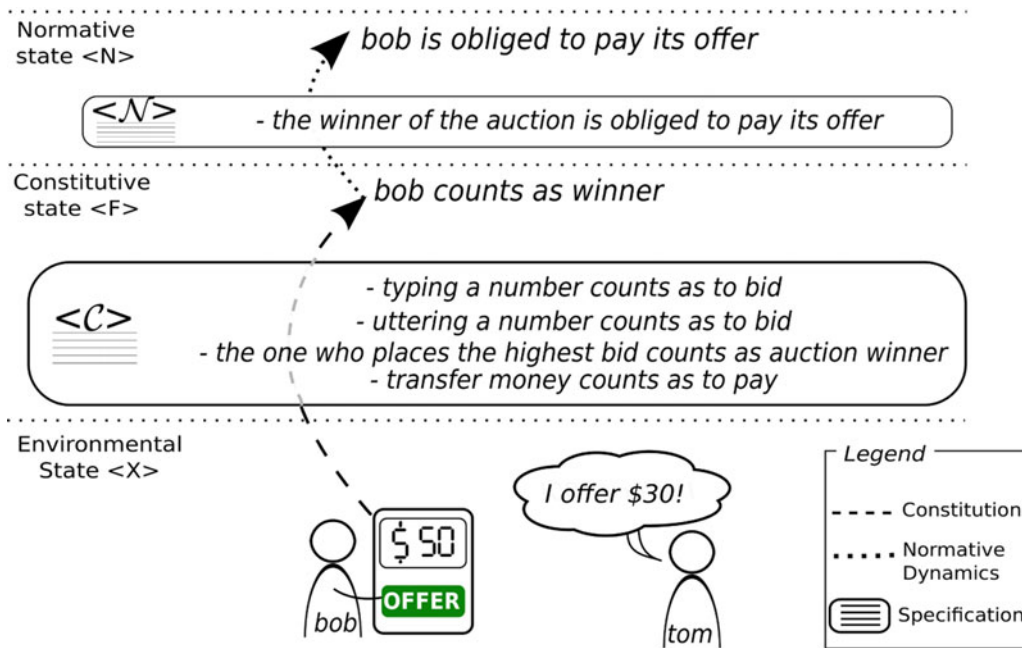 Normative
state <N>
bob is obliged to pay its offer
<N>
- the winner of the auction is obliged to pay its offer
Constitutive
state <F>
bob counts as winner
<C>
- typing a number counts as to bid
- uttering a number counts as to bid
- the one who places the highest bid counts as auction winner
- transfer money counts as to pay
Environmental
State <X>
I offer $30!
$ 50
OFFER
bob
tom
Legend
Constitution
Normative
Dynamics
Specification